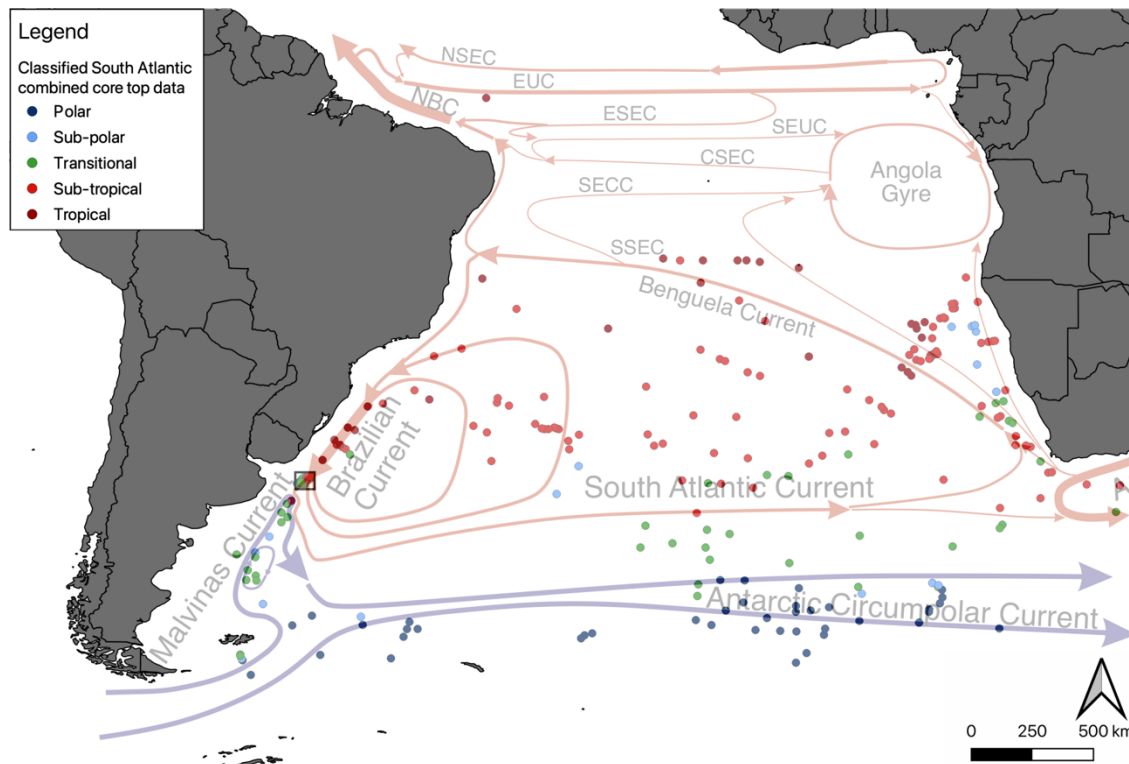 Legend
Classified South Atlantic
combined core top data
Polar
Sub-polar
Transitional
Sub-tropical
Tropical
NSEC
EUC
NBC
ESEC
SEUC
CSEC
Angola
Gyre
SECC
SSEC
Benguela Current
Brazilian
Current
South Atlantic Current
Malvinas Current
Antarctic Circumpolar Current
0 250 500 km